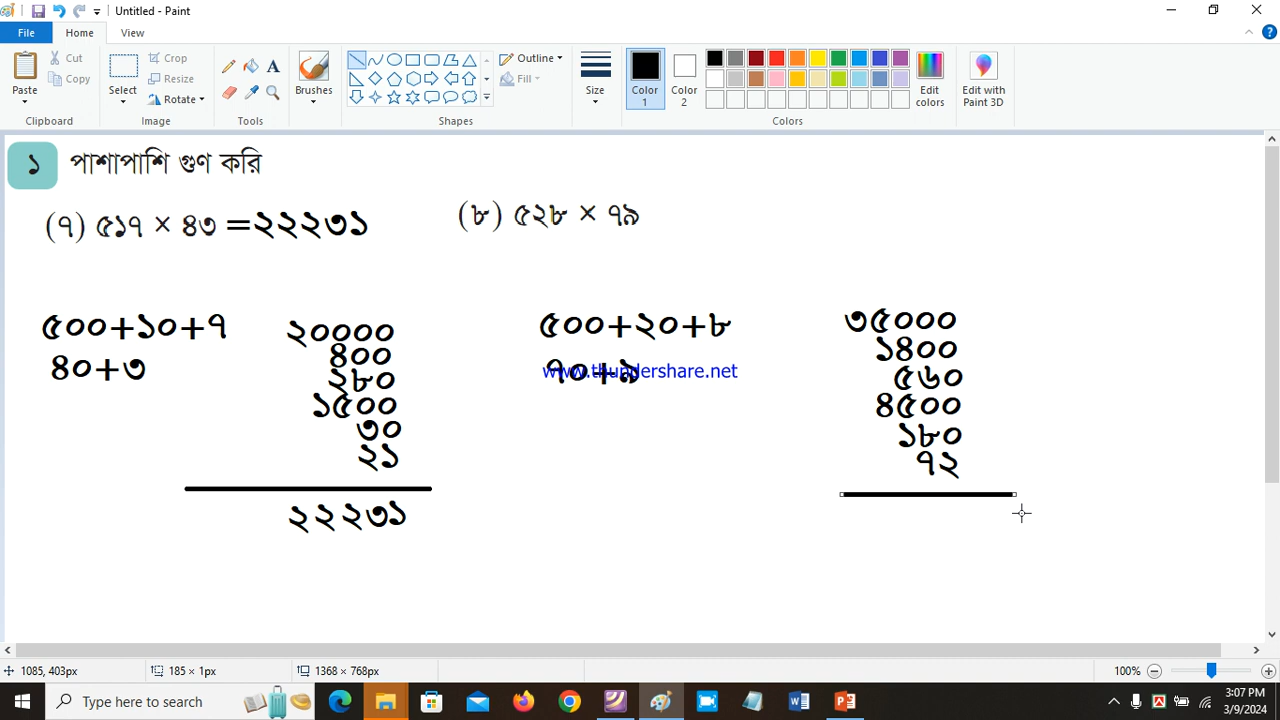 Untitled - Paint
File Home View
Paste Cut Copy Clipboard
Select Crop Resize Rotate Image
Tools
Brushes
Outline Fill Shapes
Size
Color 1 Color 2 Colors
Edit colors
Edit with Paint 3D
১ পাশাপাশি গুণ করি
(৭) ৫১৭ × ৪৩ =২২২৩১
(৮) ৫২৮ × ৭৯
৫০০+১০+৭
৪০+৩
২০০০০
৪০০
২৮০
১৫০০
৩০
২১
২২২৩১
৫০০+২০+৮
৭০+৯
www.thundershare.net
৩৫০০০
১৪০০
৫৬০
৪৫০০
১৮০
৭২
1085, 403px 185 × 1px 1368 × 768px 100%
Type here to search
3:07 PM
3/9/2024